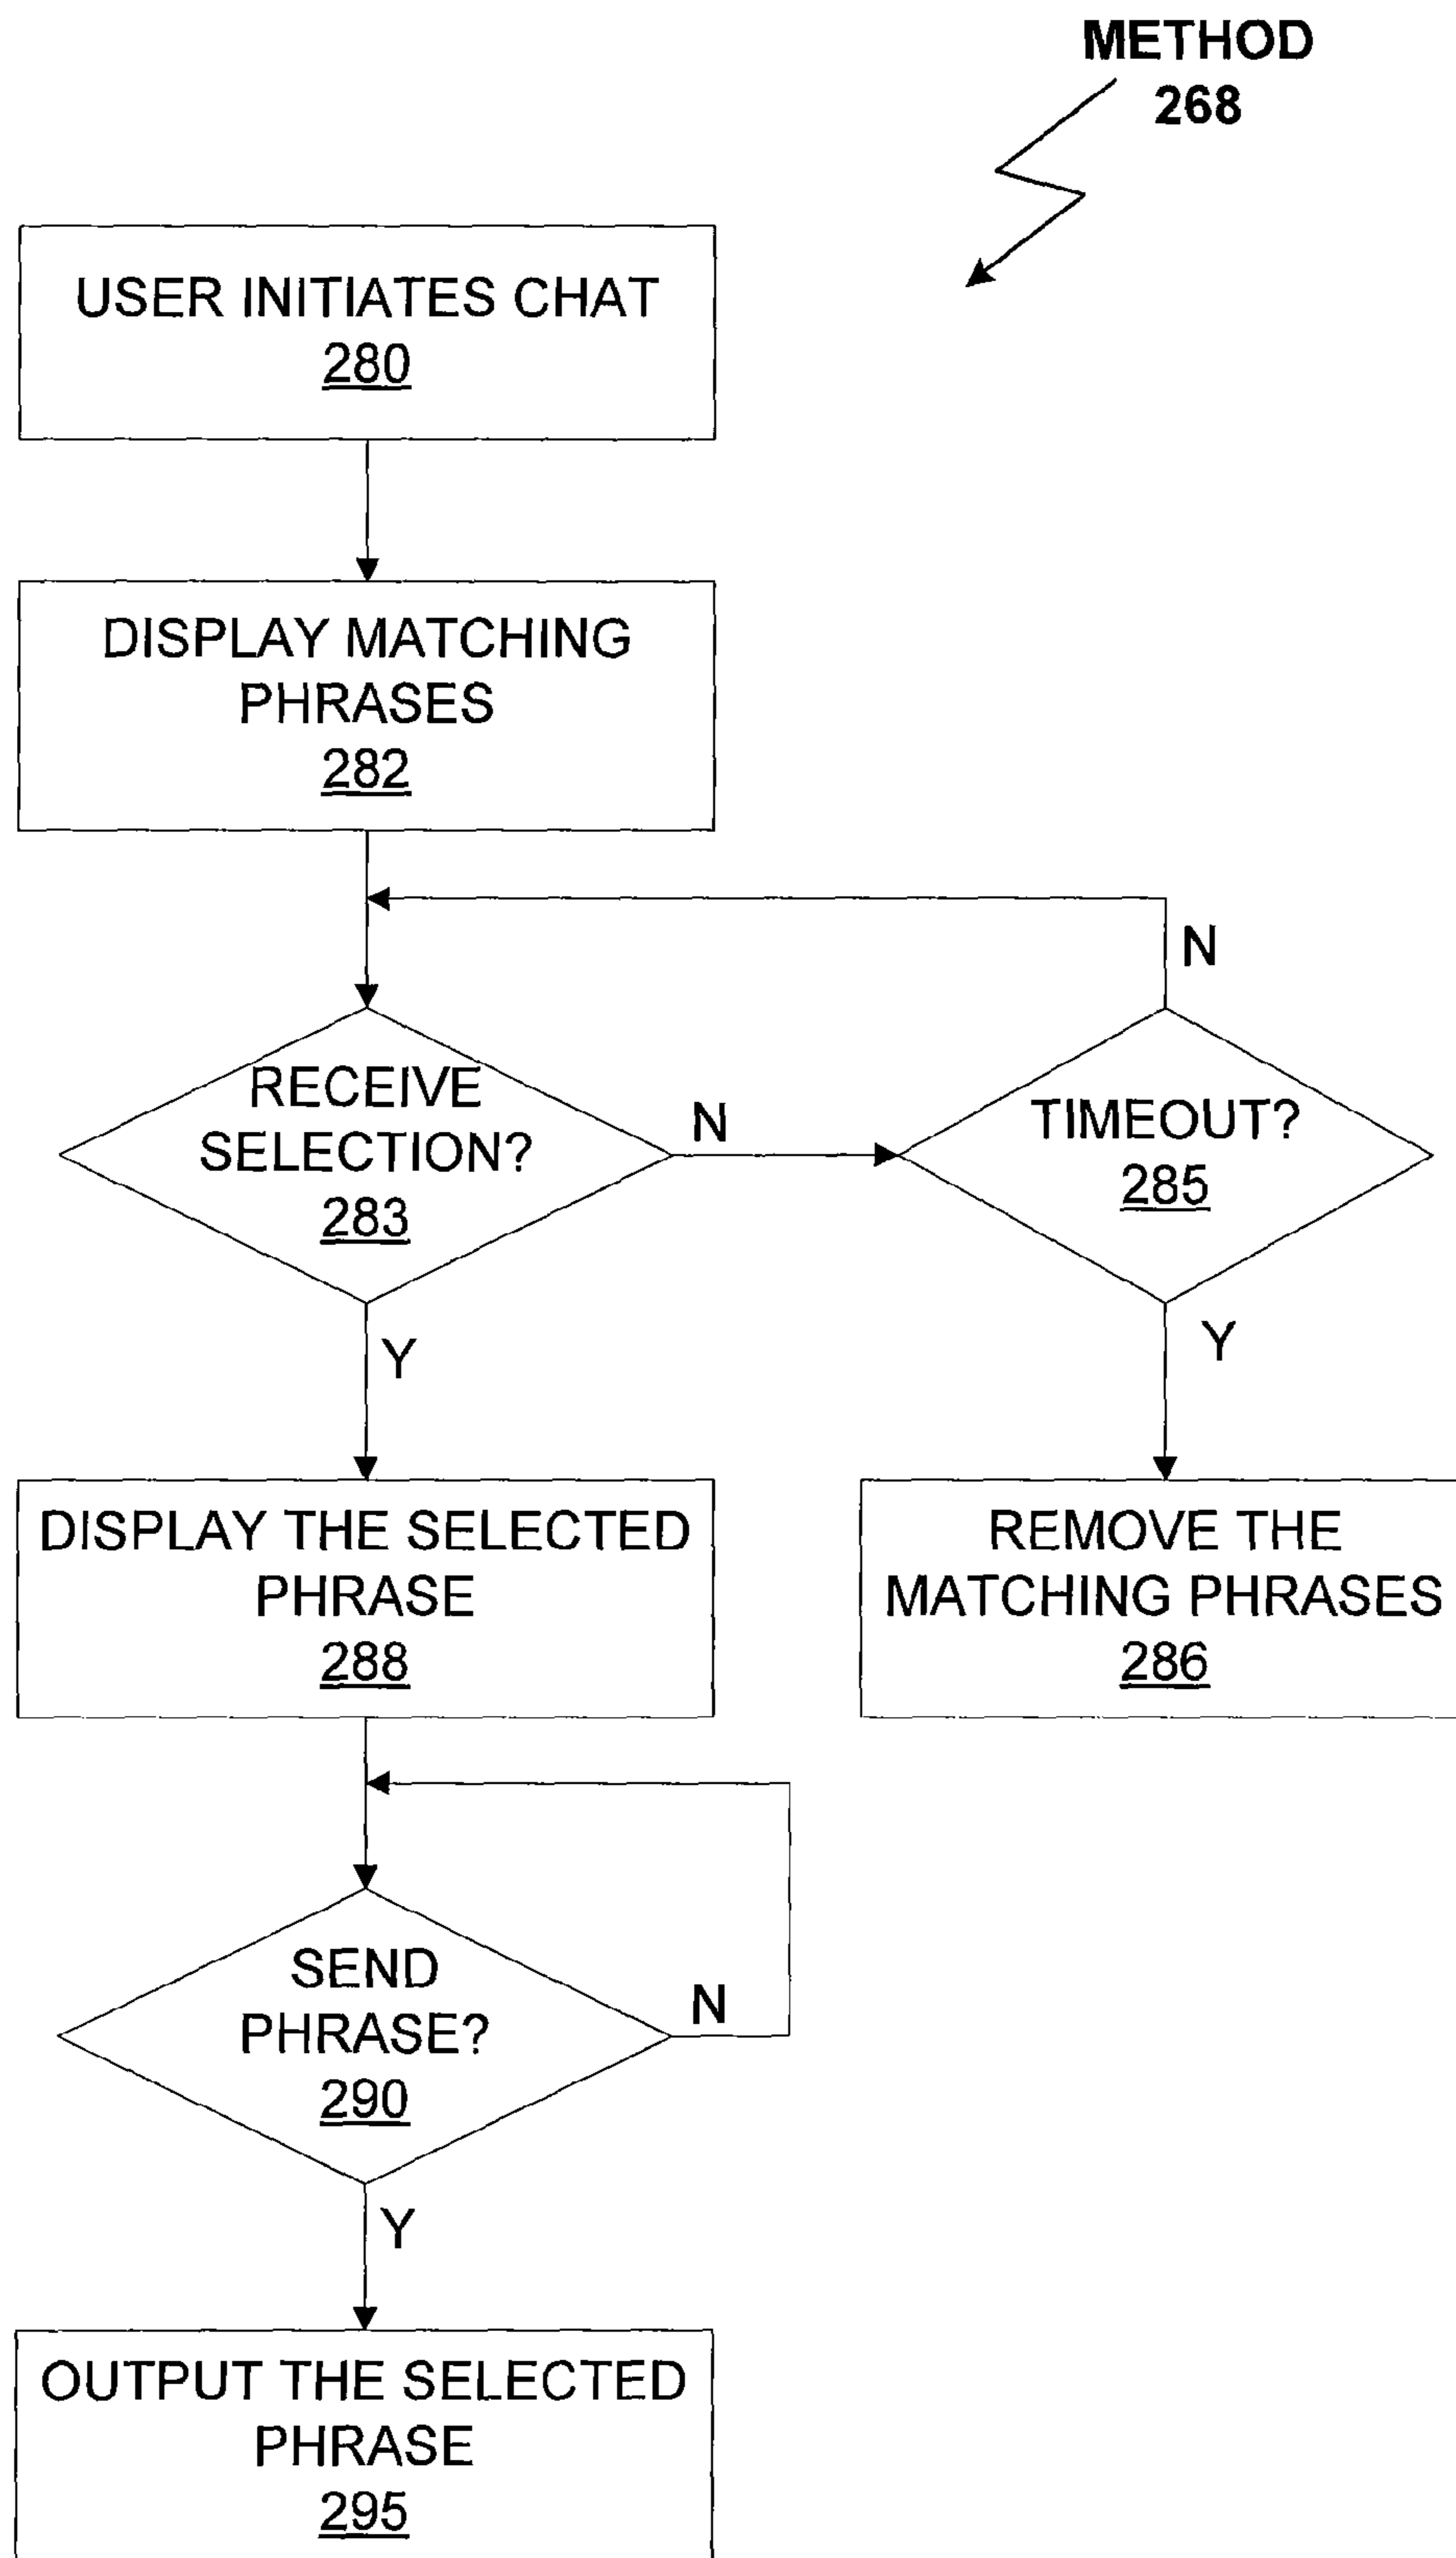 METHOD
268
USER INITIATES CHAT
280
DISPLAY MATCHING
PHRASES
282
N
RECEIVE
SELECTION?
283
N
TIMEOUT?
285
Y
Y
DISPLAY THE SELECTED
PHRASE
288
REMOVE THE
MATCHING PHRASES
286
SEND
PHRASE?
290
N
Y
OUTPUT THE SELECTED
PHRASE
295